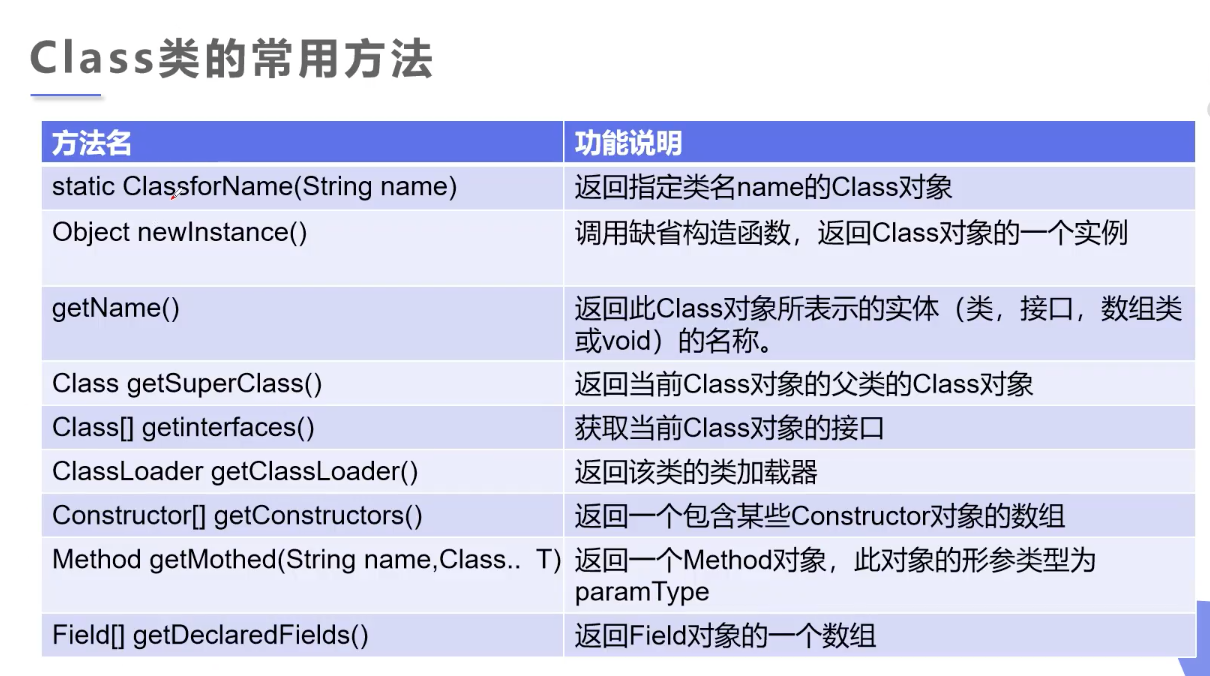 Class类的常用方法
方法名
功能说明
static ClassforName(String name)
返回指定类名name的Class对象
Object newInstance()
调用缺省构造函数，返回Class对象的一个实例
getName()
返回此Class对象所表示的实体（类，接口，数组类
或void）的名称。
Class getSuperClass()
返回当前Class对象的父类的Class对象
Class[] getinterfaces()
获取当前Class对象的接口
ClassLoader getClassLoader()
返回该类的类加载器
Constructor[] getConstructors()
返回一个包含某些Constructor对象的数组
Method getMothed(String name,Class.. T)
返回一个Method对象，此对象的形参类型为
paramType
Field[] getDeclaredFields()
返回Field对象的一个数组